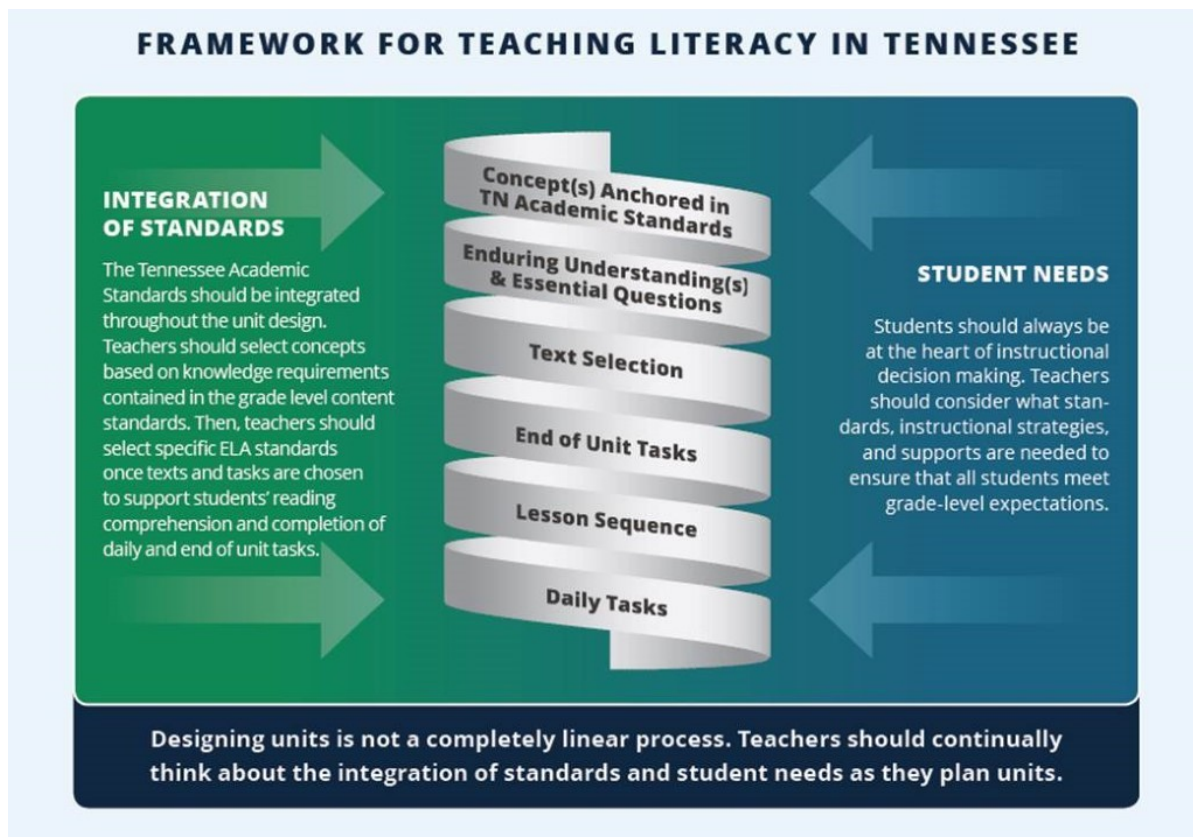 FRAMEWORK FOR TEACHING LITERACY IN TENNESSEE
INTEGRATION
OF STANDARDS
The Tennessee Academic
Standards should be integrated
throughout the unit design.
Teachers should select concepts
based on knowledge requirements
contained in the grade level content
standards. Then, teachers should
select specific ELA standards
once texts and tasks are chosen
to support students' reading
comprehension and completion of
daily and end of unit tasks.
Concept(s) Anchored in
TN Academic Standards
Enduring Understanding(s)
& Essential Questions
Text Selection
End of Unit Tasks
Lesson Sequence
Daily Tasks
STUDENT NEEDS
Students should always be
at the heart of instructional
decision making. Teachers
should consider what stan-
dards, instructional strategies,
and supports are needed to
ensure that all students meet
grade-level expectations.
Designing units is not a completely linear process. Teachers should continually
think about the integration of standards and student needs as they plan units.